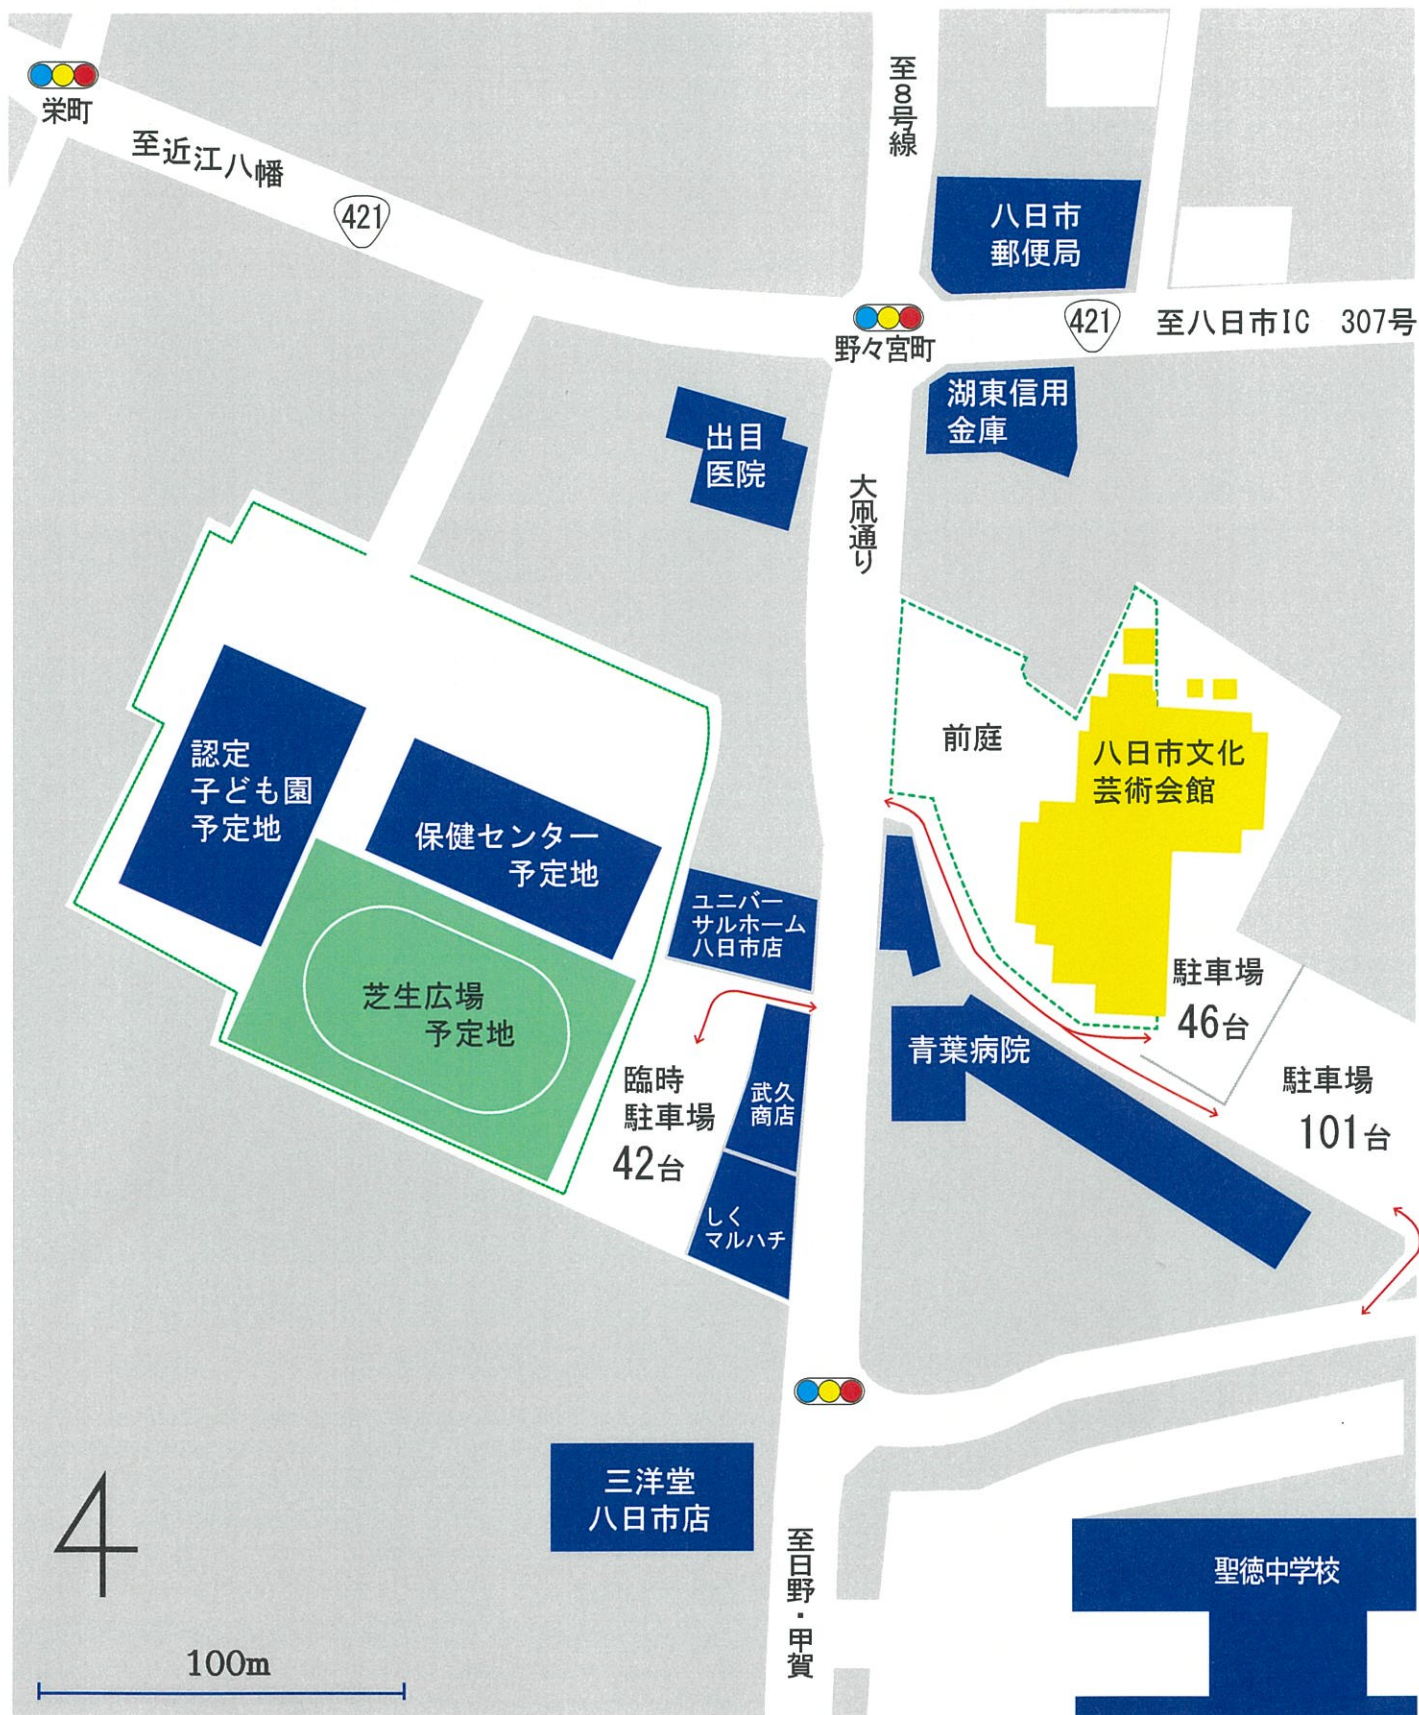 栄町
至近江八幡
421
至8号線
八日市
郵便局
野々宮町
421
至八日市IC 307号
湖東信用
金庫
出目
医院
大凧通り
前庭
八日市文化
芸術会館
認定
子ども園
予定地
保健センター
予定地
ユニバー
サルホーム
八日市店
芝生広場
予定地
駐車場
46台
青葉病院
臨時
駐車場
42台
武久
商店
駐車場
101台
しく
マルハチ
三洋堂
八日市店
至日野・甲賀
聖徳中学校
100m